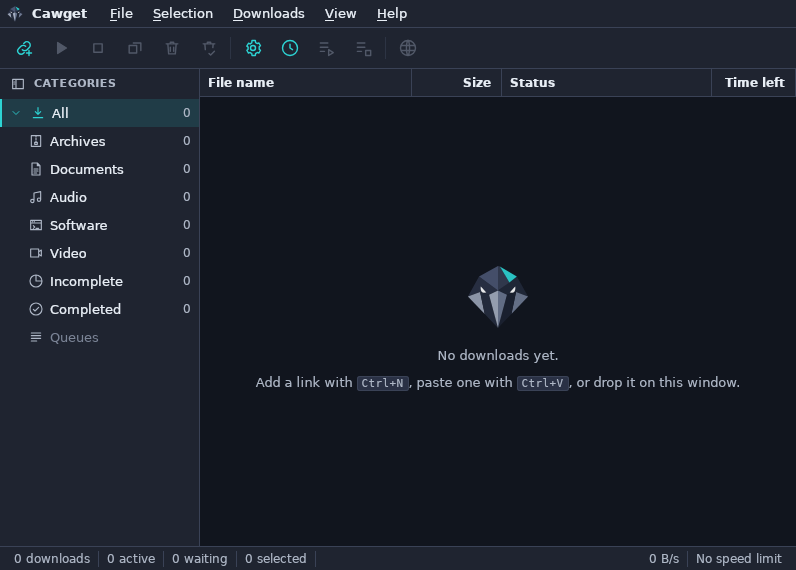 Cawget File Selection Downloads View Help
CATEGORIES
File name Size Status Time left
All 0
Archives 0
Documents 0
Audio 0
Software 0
Video 0
Incomplete 0
Completed 0
Queues
No downloads yet.
Add a link with Ctrl+N, paste one with Ctrl+V, or drop it on this window.
0 downloads 0 active 0 waiting 0 selected 0 B/s No speed limit